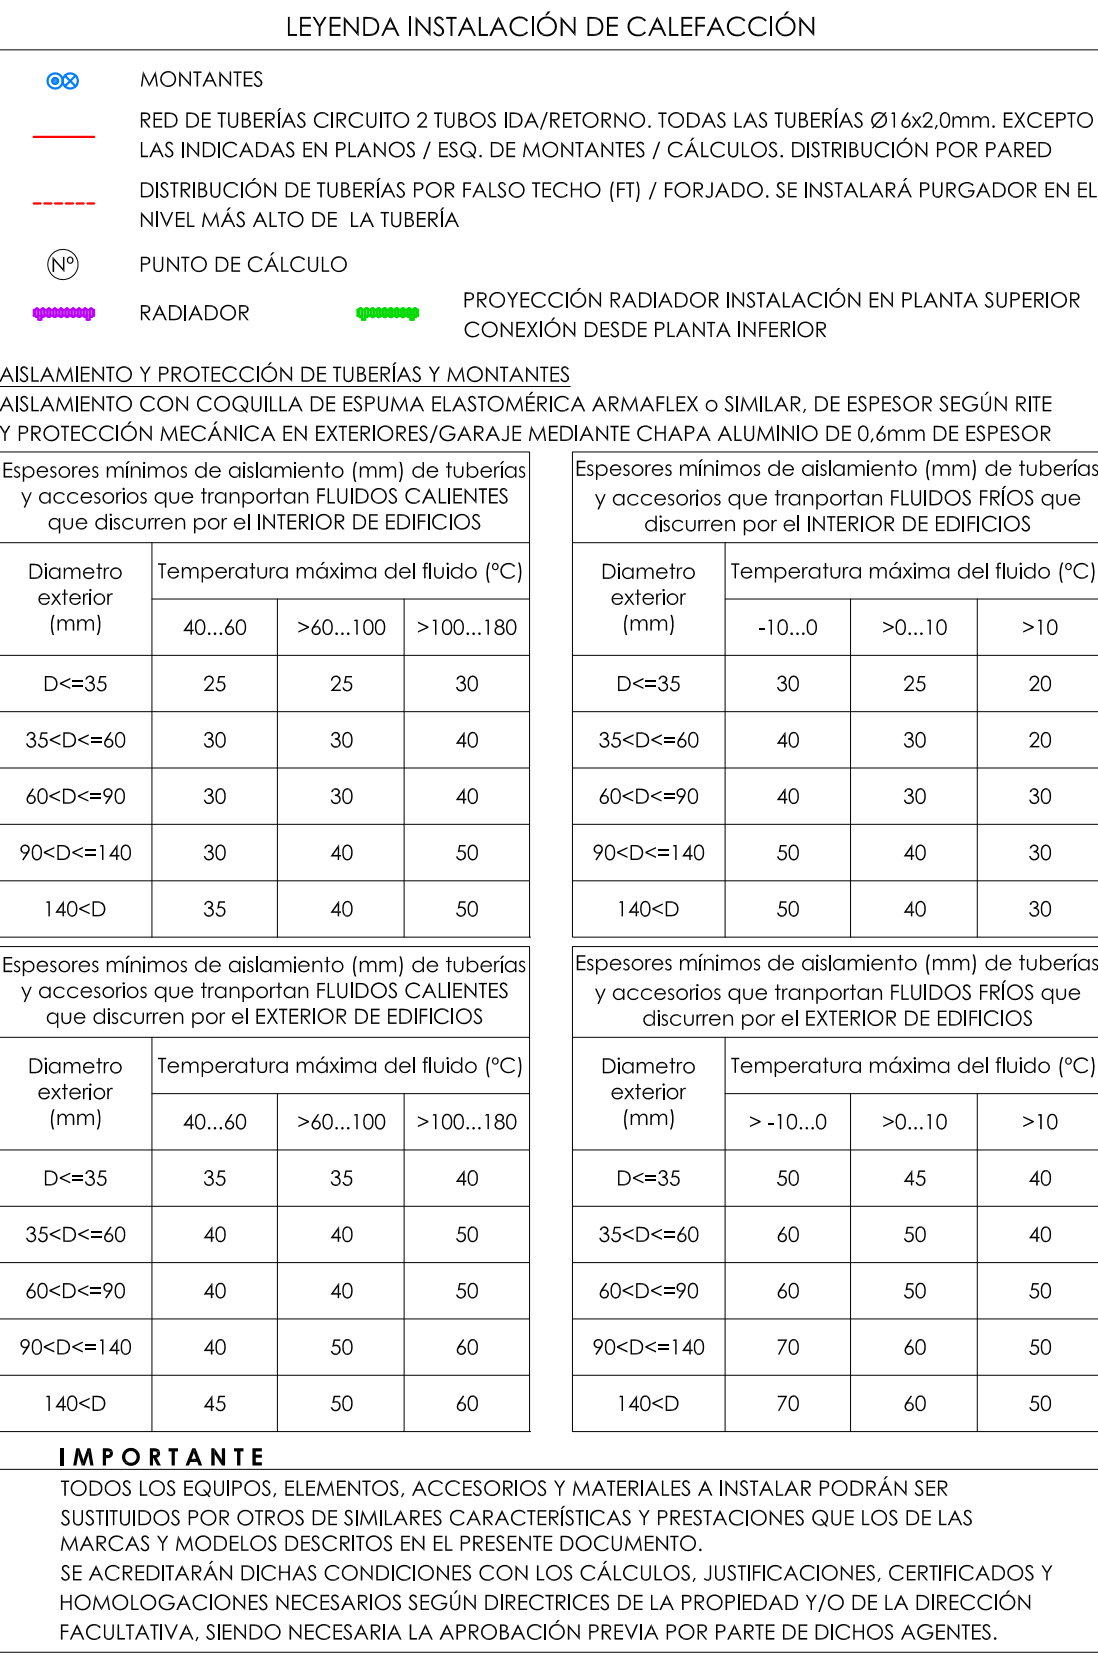 LEYENDA INSTALACIÓN DE CALEFACCIÓN
MONTANTES
RED DE TUBERÍAS CIRCUITO 2 TUBOS IDA/RETORNO. TODAS LAS TUBERÍAS Ø16x2,0mm. EXCEPTO
LAS INDICADAS EN PLANOS / ESQ. DE MONTANTES / CÁLCULOS. DISTRIBUCIÓN POR PARED
DISTRIBUCIÓN DE TUBERÍAS POR FALSO TECHO (FT) / FORJADO. SE INSTALARÁ PURGADOR EN EL
NIVEL MÁS ALTO DE LA TUBERÍA
Nº PUNTO DE CÁLCULO
RADIADOR
PROYECCIÓN RADIADOR INSTALACIÓN EN PLANTA SUPERIOR
CONEXIÓN DESDE PLANTA INFERIOR
AISLAMIENTO Y PROTECCIÓN DE TUBERÍAS Y MONTANTES
AISLAMIENTO CON COQUILLA DE ESPUMA ELASTOMÉRICA ARMAFLEX o SIMILAR, DE ESPESOR SEGÚN RITE
Y PROTECCIÓN MECÁNICA EN EXTERIORES/GARAJE MEDIANTE CHAPA ALUMINIO DE 0,6mm DE ESPESOR
Espesores mínimos de aislamiento (mm) de tuberías
y accesorios que tranportan FLUIDOS CALIENTES
que discurren por el INTERIOR DE EDIFICIOS
Diametro
exterior
(mm)
Temperatura máxima del fluido (ºC)
40...60 >60...100 >100...180
D<=35 25 25 30
35<D<=60 30 30 40
60<D<=90 30 30 40
90<D<=140 30 40 50
140<D 35 40 50
Espesores mínimos de aislamiento (mm) de tuberías
y accesorios que tranportan FLUIDOS FRÍOS que
discurren por el INTERIOR DE EDIFICIOS
Diametro
exterior
(mm)
Temperatura máxima del fluido (ºC)
-10...0 >0...10 >10
D<=35 30 25 20
35<D<=60 40 30 20
60<D<=90 40 30 30
90<D<=140 50 40 30
140<D 50 40 30
Espesores mínimos de aislamiento (mm) de tuberías
y accesorios que tranportan FLUIDOS CALIENTES
que discurren por el EXTERIOR DE EDIFICIOS
Diametro
exterior
(mm)
Temperatura máxima del fluido (ºC)
40...60 >60...100 >100...180
D<=35 35 35 40
35<D<=60 40 40 50
60<D<=90 40 40 50
90<D<=140 40 50 60
140<D 45 50 60
Espesores mínimos de aislamiento (mm) de tuberías
y accesorios que tranportan FLUIDOS FRÍOS que
discurren por el EXTERIOR DE EDIFICIOS
Diametro
exterior
(mm)
Temperatura máxima del fluido (ºC)
> -10...0 >0...10 >10
D<=35 50 45 40
35<D<=60 60 50 40
60<D<=90 60 50 50
90<D<=140 70 60 50
140<D 70 60 50
IMPORTANTE
TODOS LOS EQUIPOS, ELEMENTOS, ACCESORIOS Y MATERIALES A INSTALAR PODRÁN SER
SUSTITUIDOS POR OTROS DE SIMILARES CARACTERÍSTICAS Y PRESTACIONES QUE LOS DE LAS
MARCAS Y MODELOS DESCRITOS EN EL PRESENTE DOCUMENTO.
SE ACREDITARÁN DICHAS CONDICIONES CON LOS CÁLCULOS, JUSTIFICACIONES, CERTIFICADOS Y
HOMOLOGACIONES NECESARIOS SEGÚN DIRECTRICES DE LA PROPIEDAD Y/O DE LA DIRECCIÓN
FACULTATIVA, SIENDO NECESARIA LA APROBACIÓN PREVIA POR PARTE DE DICHOS AGENTES.